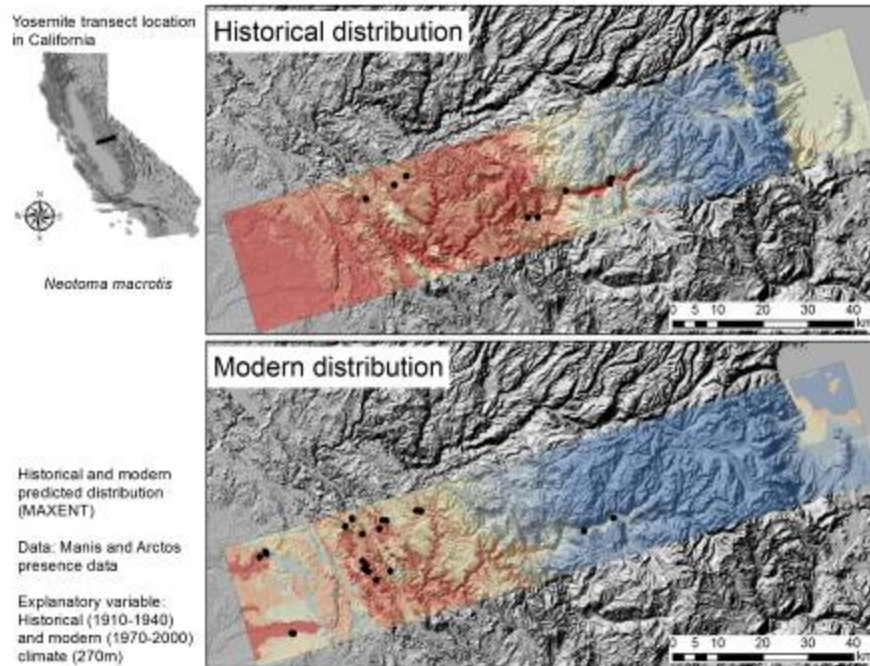 Yosemite transect location
in California
N
Neotoma macrotis
Historical distribution
0 5 10 20 30 40
km
Modern distribution
0 5 10 20 30 40
km
Historical and modern
predicted distribution
(MAXENT)
Data: Manis and Arctos
presence data
Explanatory variable:
Historical (1910-1940)
and modern (1970-2000)
climate (270m)